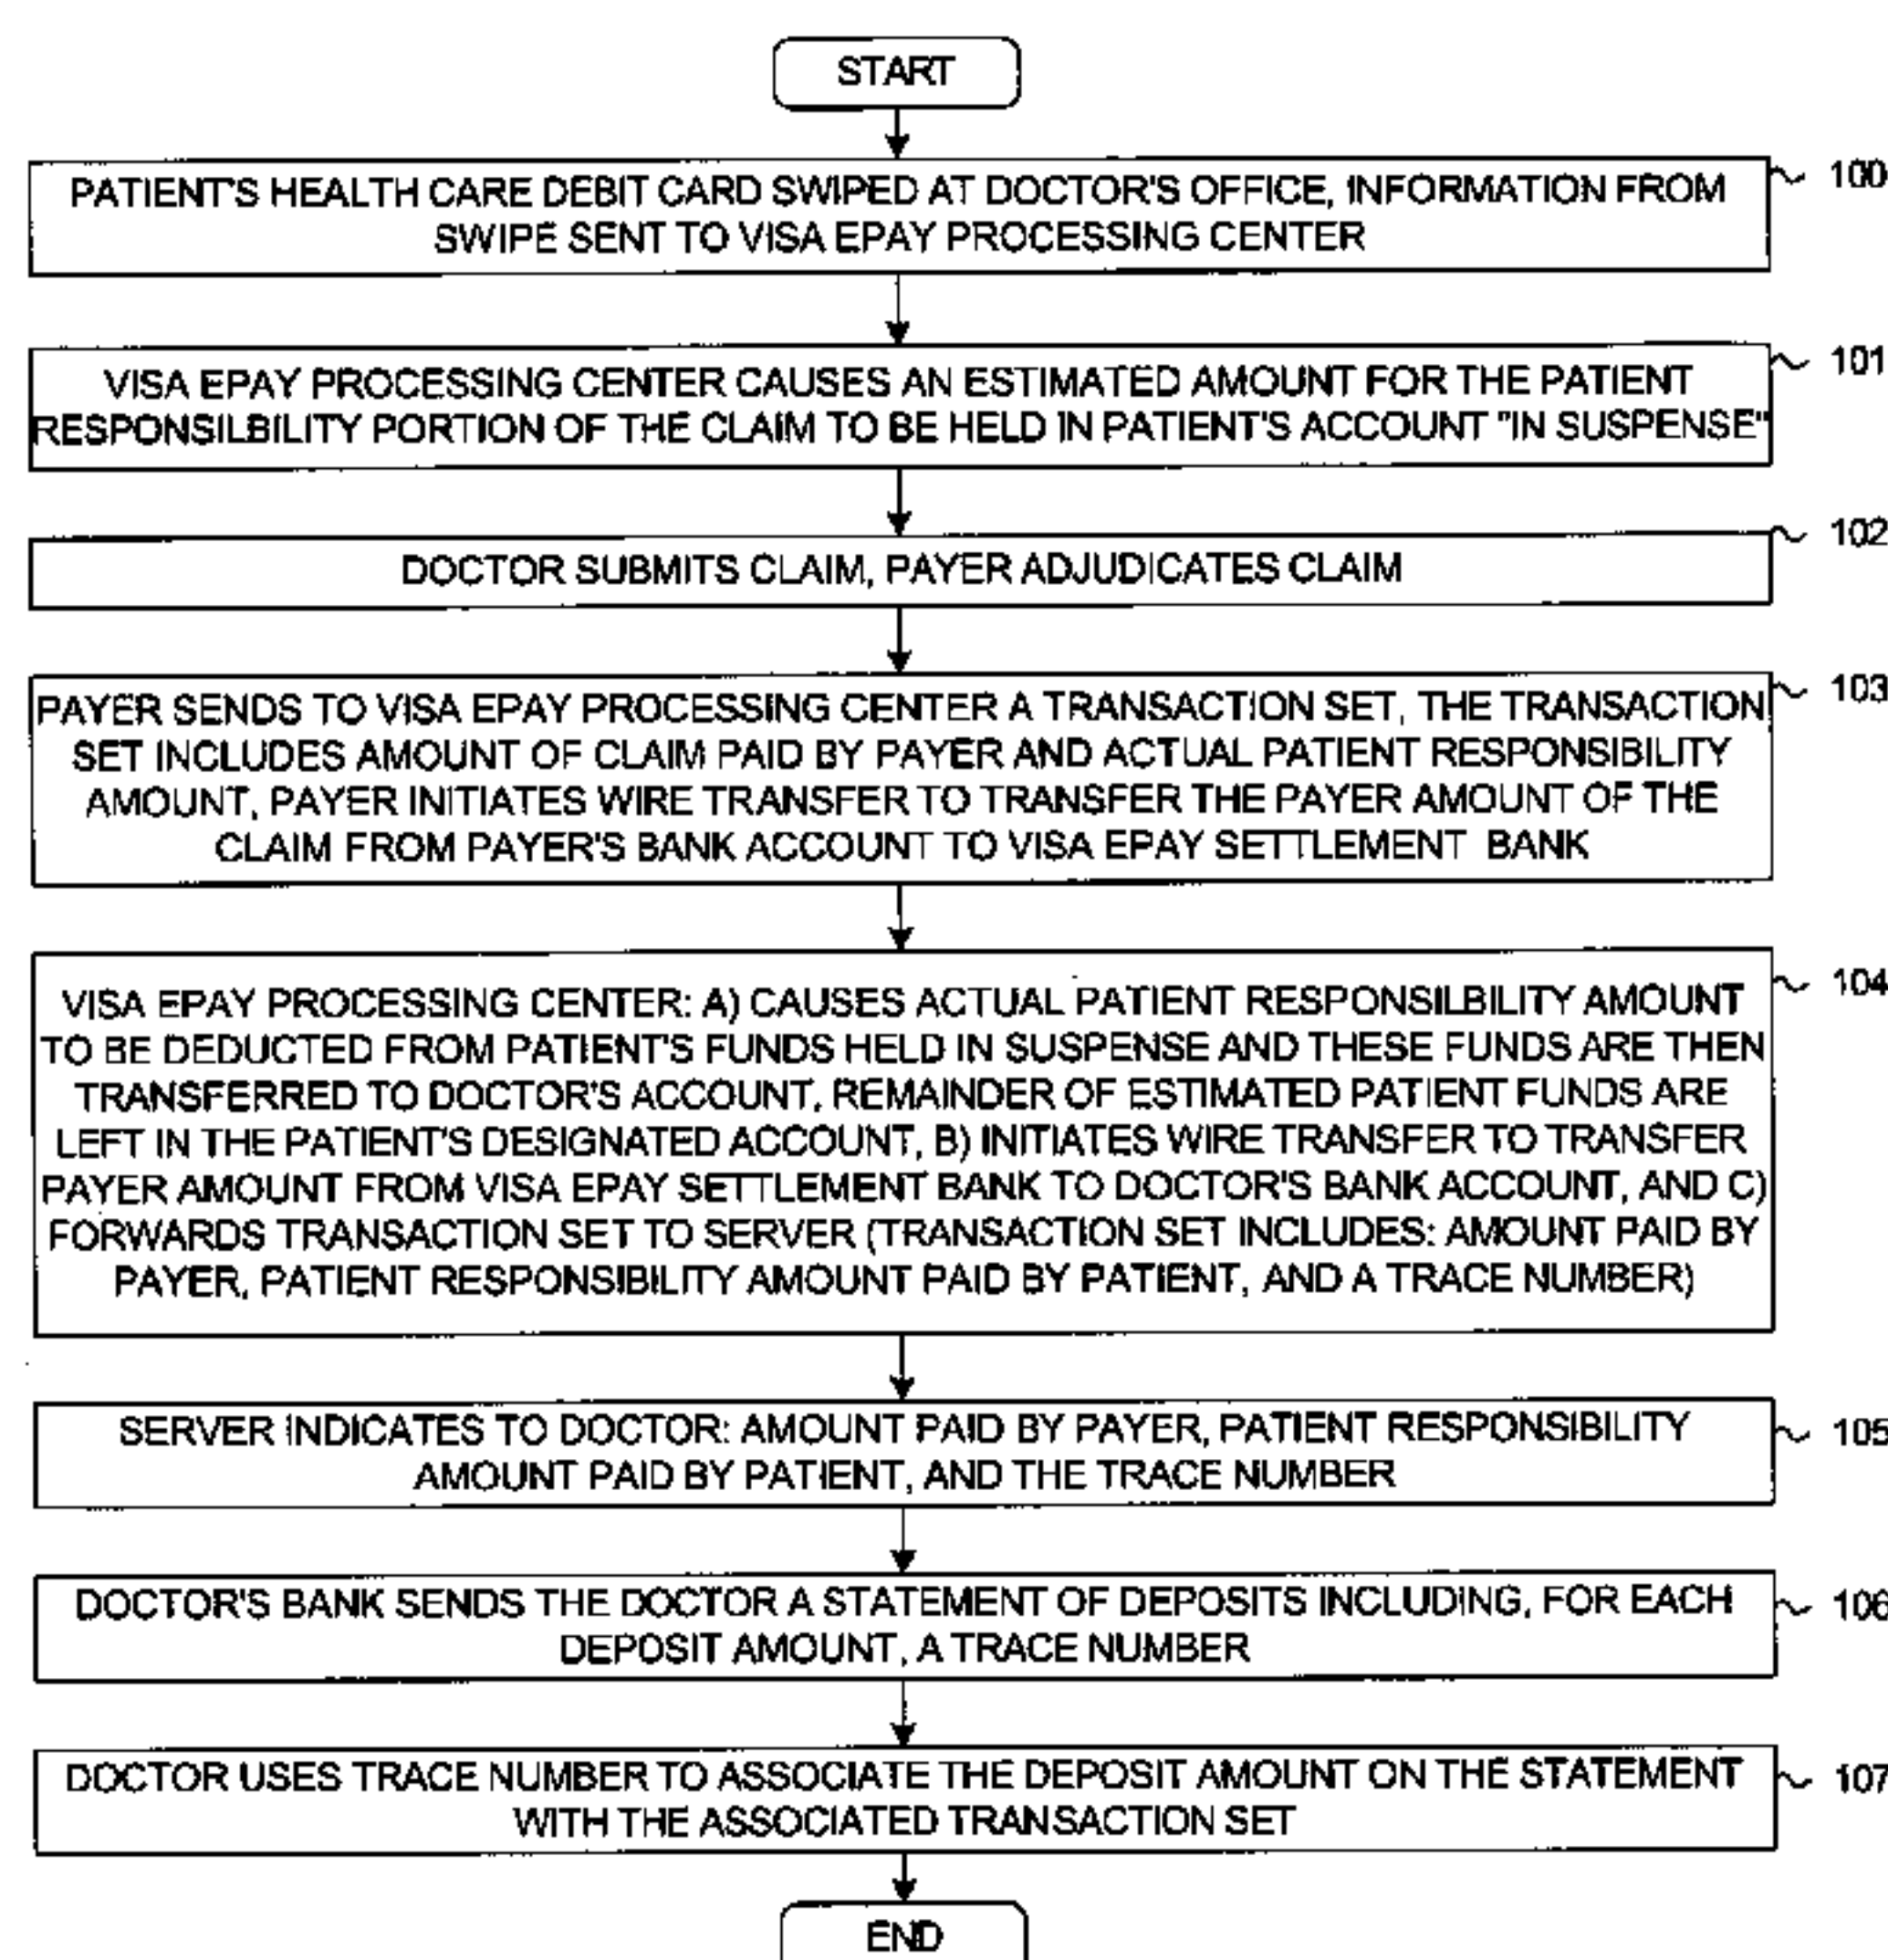 START
PATIENT'S HEALTH CARE DEBIT CARD SWIPED AT DOCTOR'S OFFICE, INFORMATION FROM
SWIPE SENT TO VISA EPAY PROCESSING CENTER
100
VISA EPAY PROCESSING CENTER CAUSES AN ESTIMATED AMOUNT FOR THE PATIENT
RESPONSILBILITY PORTION OF THE CLAIM TO BE HELD IN PATIENT'S ACCOUNT "IN SUSPENSE"
101
DOCTOR SUBMITS CLAIM, PAYER ADJUDICATES CLAIM
102
PAYER SENDS TO VISA EPAY PROCESSING CENTER A TRANSACTION SET, THE TRANSACTION
SET INCLUDES AMOUNT OF CLAIM PAID BY PAYER AND ACTUAL PATIENT RESPONSIBILITY
AMOUNT, PAYER INITIATES WIRE TRANSFER TO TRANSFER THE PAYER AMOUNT OF THE
CLAIM FROM PAYER'S BANK ACCOUNT TO VISA EPAY SETTLEMENT BANK
103
VISA EPAY PROCESSING CENTER: A) CAUSES ACTUAL PATIENT RESPONSILBILITY AMOUNT
TO BE DEDUCTED FROM PATIENT'S FUNDS HELD IN SUSPENSE AND THESE FUNDS ARE THEN
TRANSFERRED TO DOCTOR'S ACCOUNT, REMAINDER OF ESTIMATED PATIENT FUNDS ARE
LEFT IN THE PATIENT'S DESIGNATED ACCOUNT, B) INITIATES WIRE TRANSFER TO TRANSFER
PAYER AMOUNT FROM VISA EPAY SETTLEMENT BANK TO DOCTOR'S BANK ACCOUNT, AND C)
FORWARDS TRANSACTION SET TO SERVER (TRANSACTION SET INCLUDES: AMOUNT PAID BY
PAYER, PATIENT RESPONSIBILITY AMOUNT PAID BY PATIENT, AND A TRACE NUMBER)
104
SERVER INDICATES TO DOCTOR: AMOUNT PAID BY PAYER, PATIENT RESPONSIBILITY
AMOUNT PAID BY PATIENT, AND THE TRACE NUMBER
105
DOCTOR'S BANK SENDS THE DOCTOR A STATEMENT OF DEPOSITS INCLUDING, FOR EACH
DEPOSIT AMOUNT, A TRACE NUMBER
106
DOCTOR USES TRACE NUMBER TO ASSOCIATE THE DEPOSIT AMOUNT ON THE STATEMENT
WITH THE ASSOCIATED TRANSACTION SET
107
END